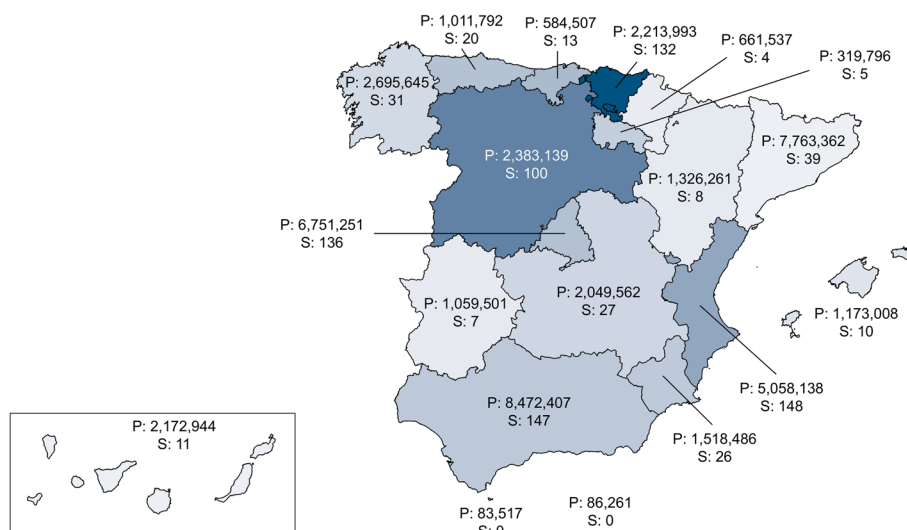 P: 1,011,792
S: 20
P: 584,507
S: 13
P: 2,213,993
S: 132
P: 661,537
S: 4
P: 319,796
S: 5
P: 2,695,645
S: 31
P: 2,383,139
S: 100
P: 7,763,362
S: 39
P: 1,326,261
S: 8
P: 6,751,251
S: 136
P: 1,059,501
S: 7
P: 2,049,562
S: 27
P: 1,173,008
S: 10
P: 5,058,138
S: 148
P: 8,472,407
S: 147
P: 1,518,486
S: 26
P: 2,172,944
S: 11
P: 83,517
S: 0
P: 86,261
S: 0